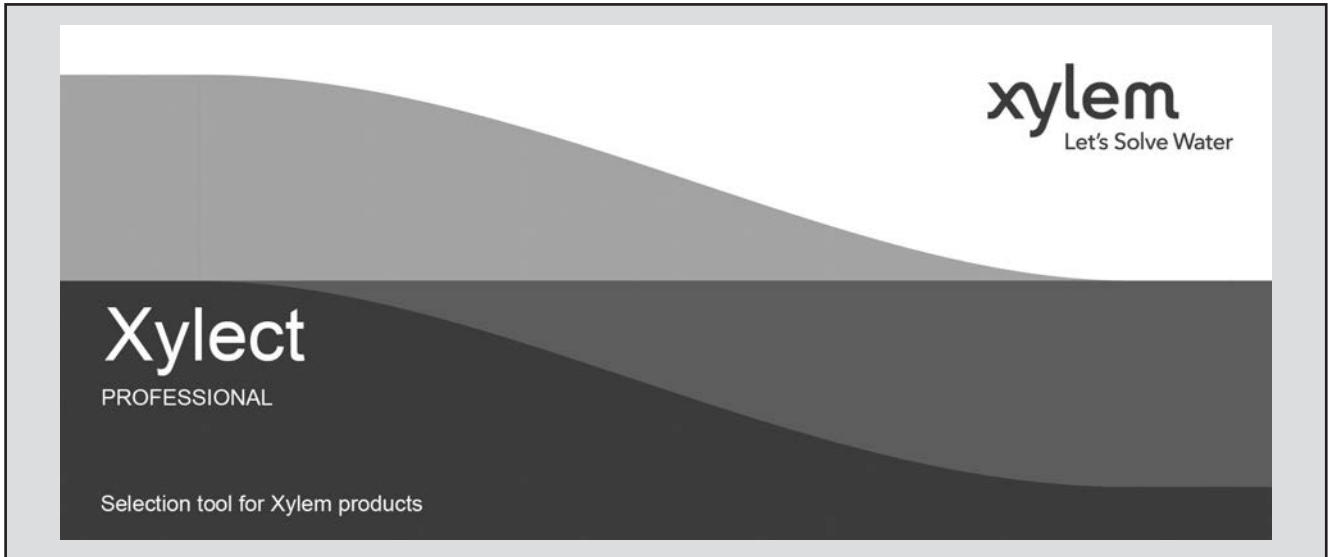 xylem
Let's Solve Water
Xylect
PROFESSIONAL
Selection tool for Xylem products